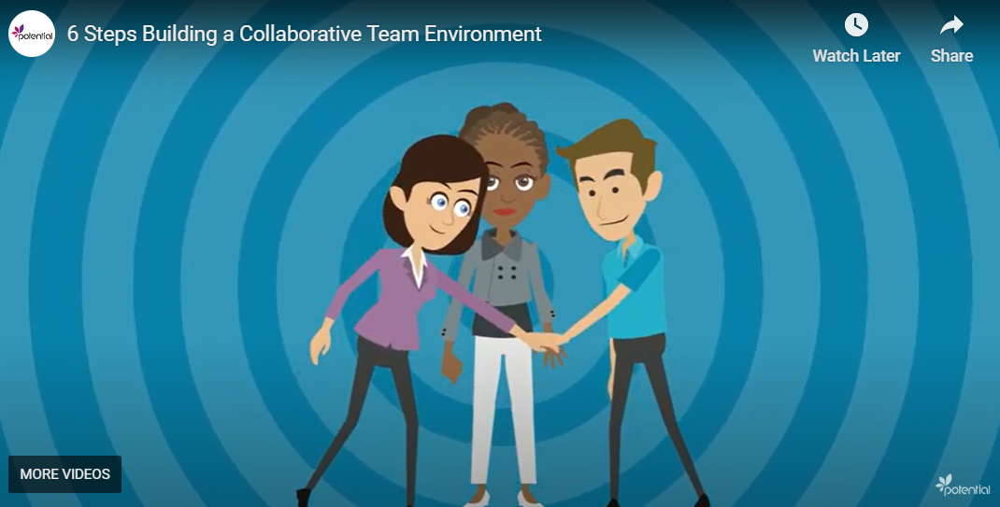 potential
6 Steps Building a Collaborative Team Environment
Watch Later
Share
MORE VIDEOS
potential